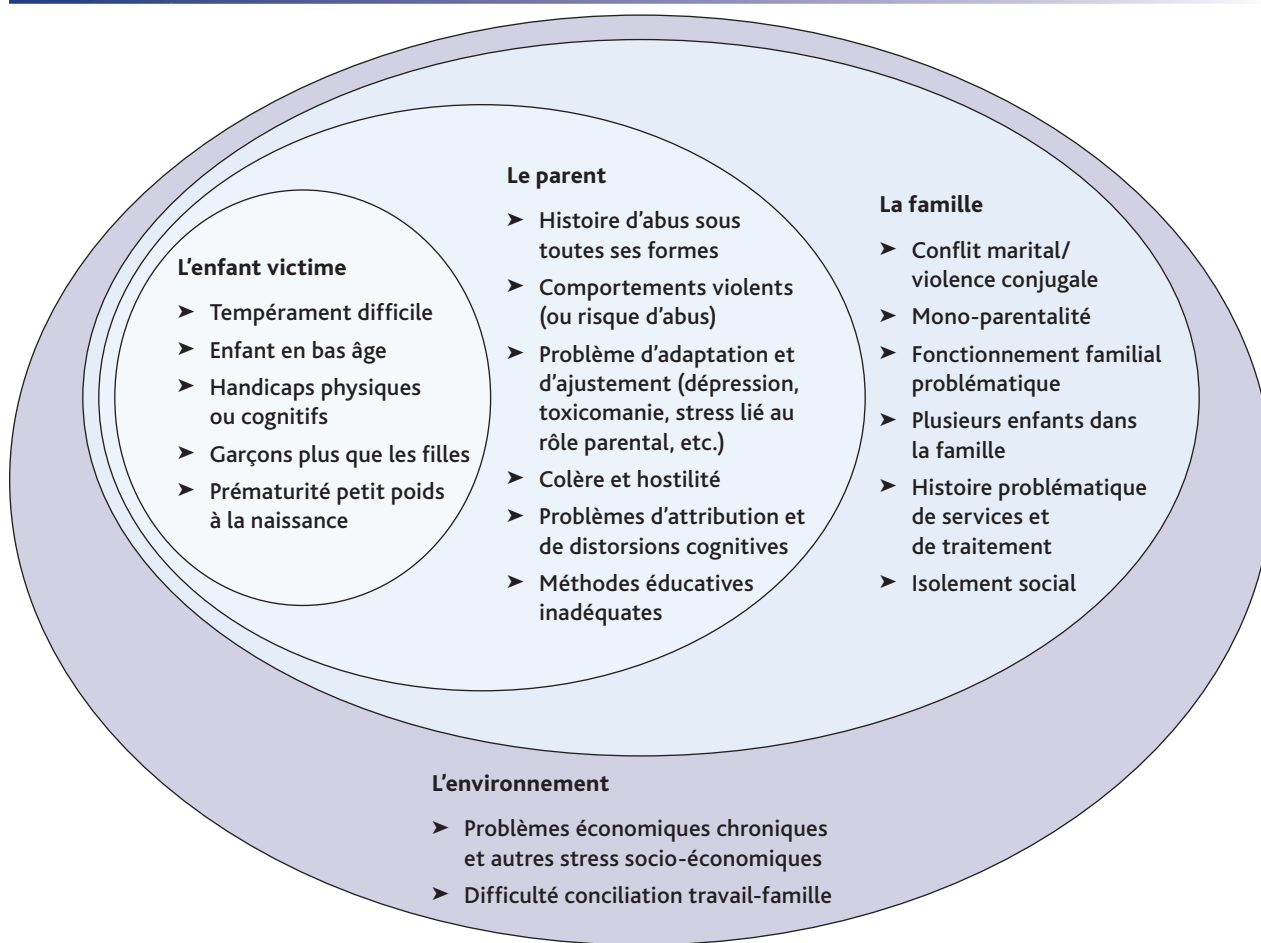 L'enfant victime
➤ Tempérament difficile
➤ Enfant en bas âge
➤ Handicaps physiques
ou cognitifs
➤ Garçons plus que les filles
➤ Prématurité petit poids
à la naissance
Le parent
➤ Histoire d'abus sous
toutes ses formes
➤ Comportements violents
(ou risque d'abus)
➤ Problème d'adaptation et
d'ajustement (dépression,
toxicomanie, stress lié au
rôle parental, etc.)
➤ Colère et hostilité
➤ Problèmes d'attribution et
de distorsions cognitives
➤ Méthodes éducatives
inadéquates
La famille
➤ Conflit marital/
violence conjugale
➤ Mono-parentalité
➤ Fonctionnement familial
problématique
➤ Plusieurs enfants dans
la famille
➤ Histoire problématique
de services et
de traitement
➤ Isolement social
L'environnement
➤ Problèmes économiques chroniques
et autres stress socio-économiques
➤ Difficulté conciliation travail-famille